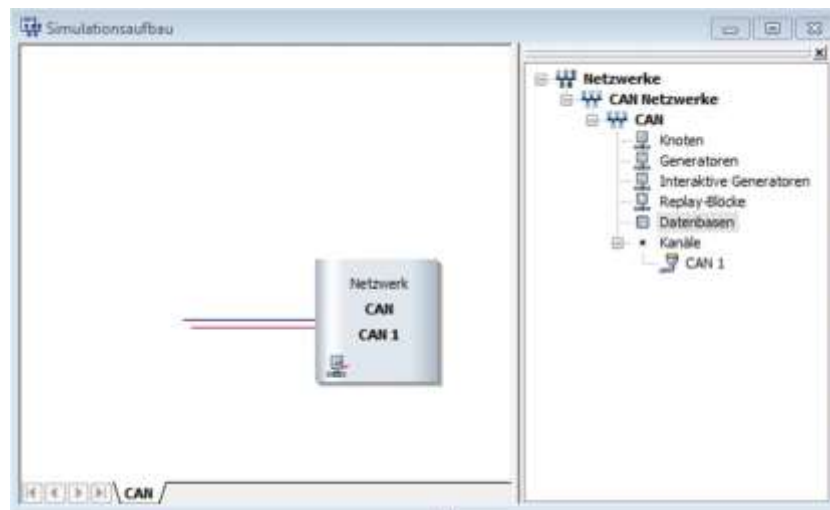 Simulationsaufbau
Netzwerk
CAN
CAN 1
CAN
Netzwerke
CAN Netzwerke
CAN
Knoten
Generatoren
Interaktive Generatoren
Replay-Blöcke
Datenbasen
Kanäle
CAN 1